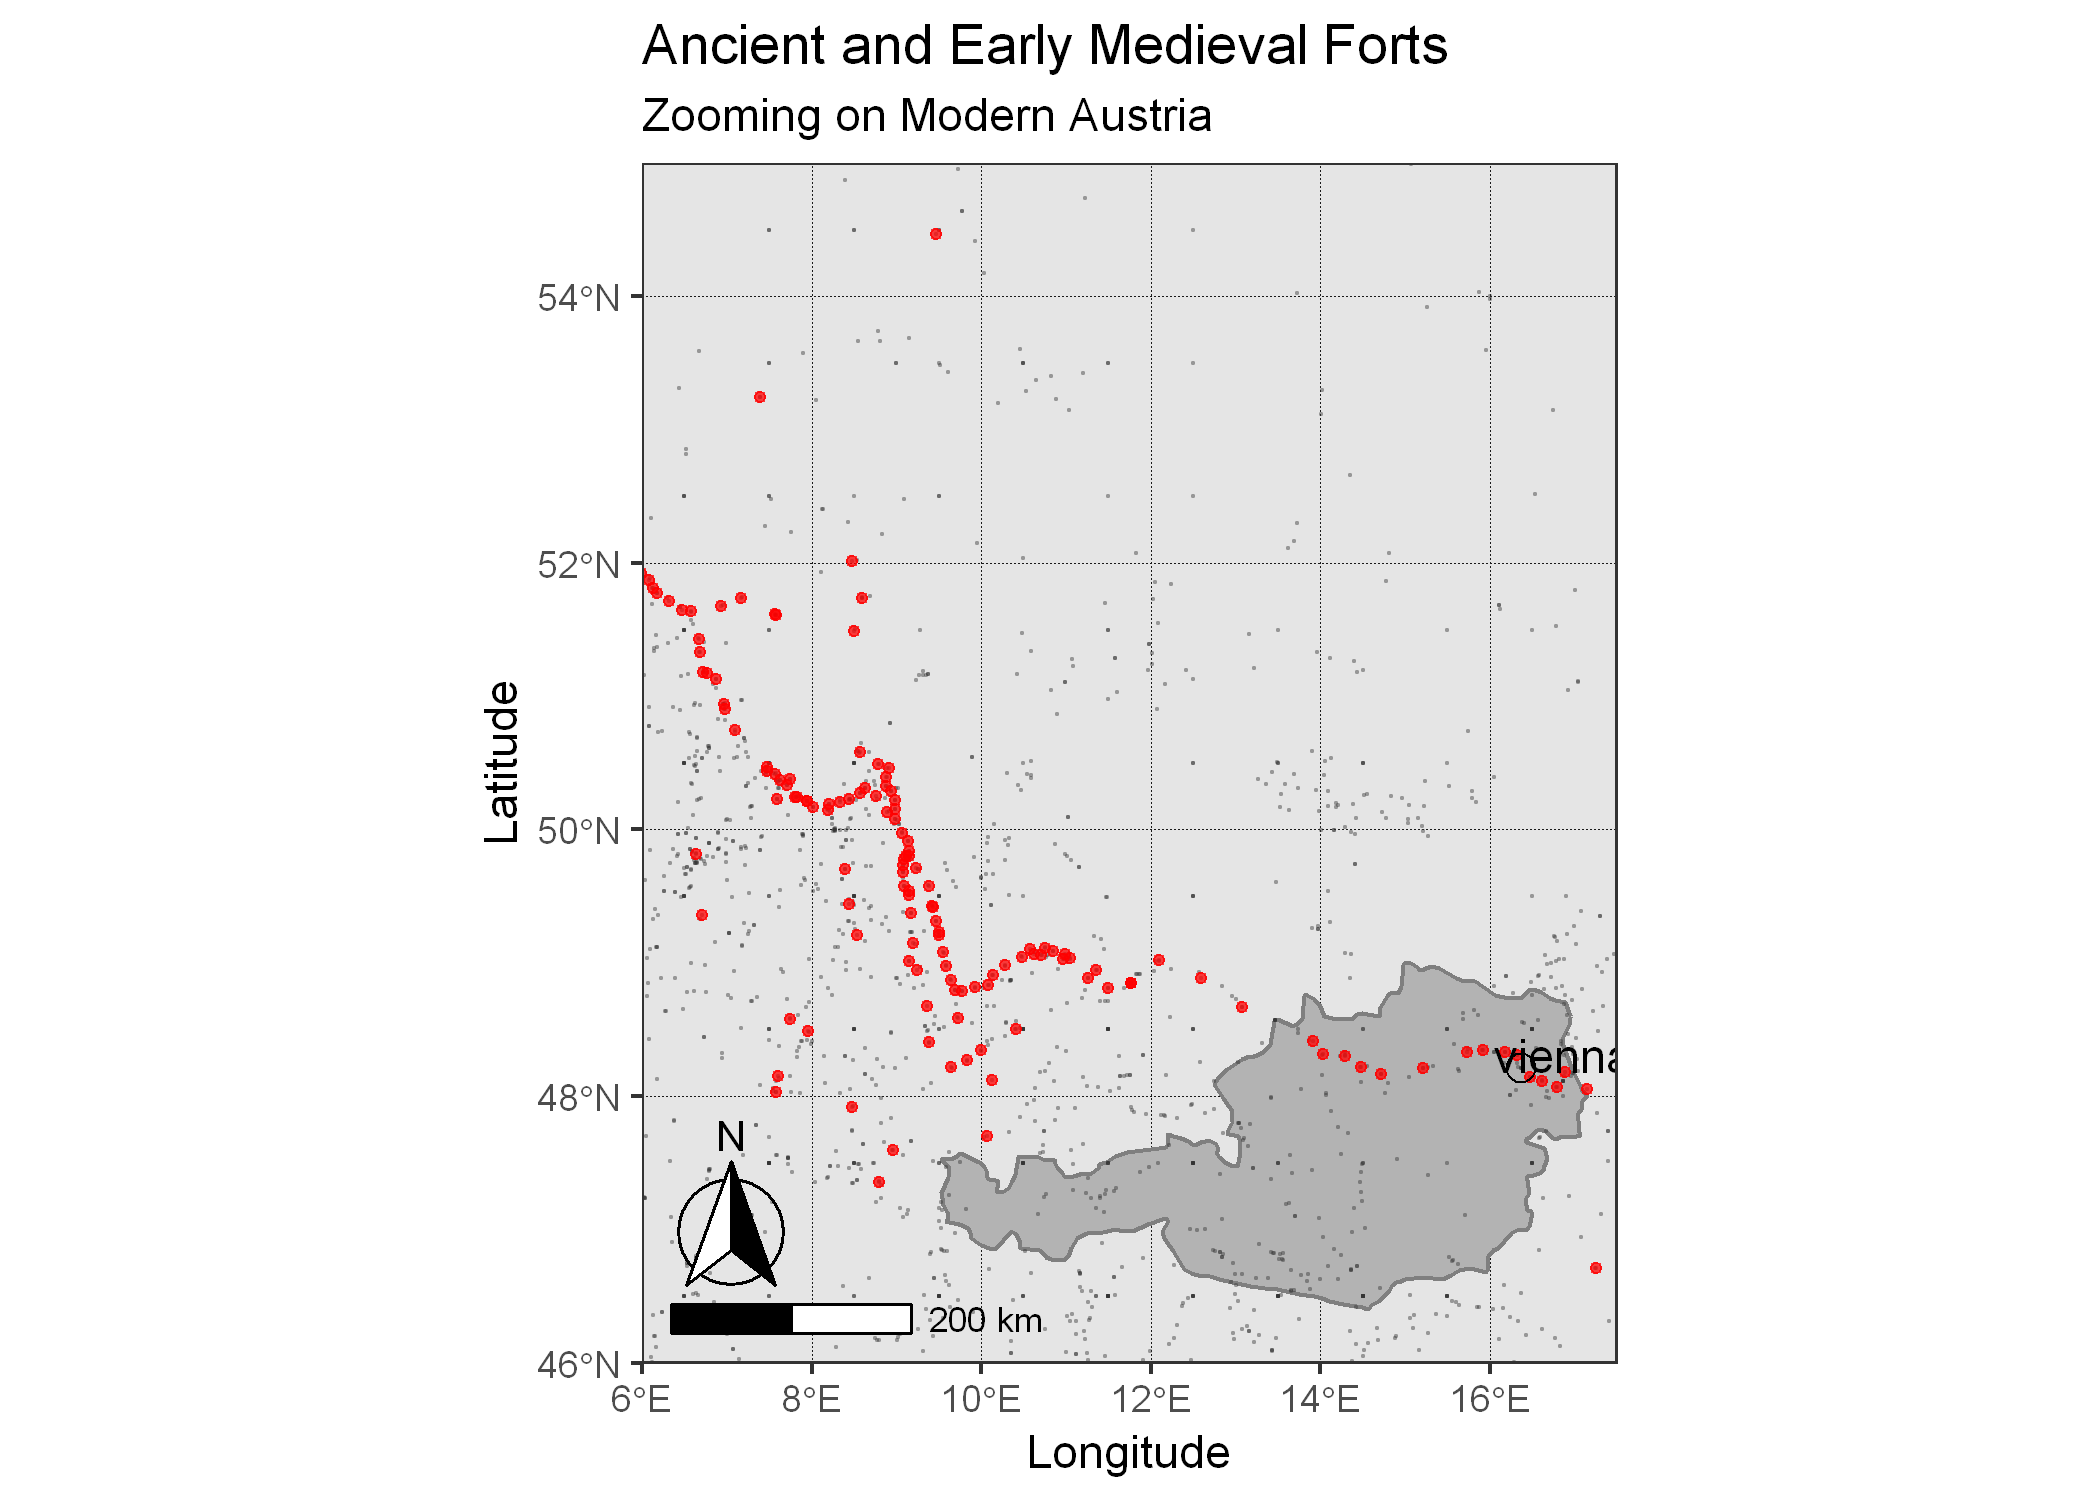 Ancient and Early Medieval Forts
Zooming on Modern Austria
54°N
52°N
50°N
48°N
46°N
Latitude
vienna
N
200 km
6°E 8°E 10°E 12°E 14°E 16°E
Longitude